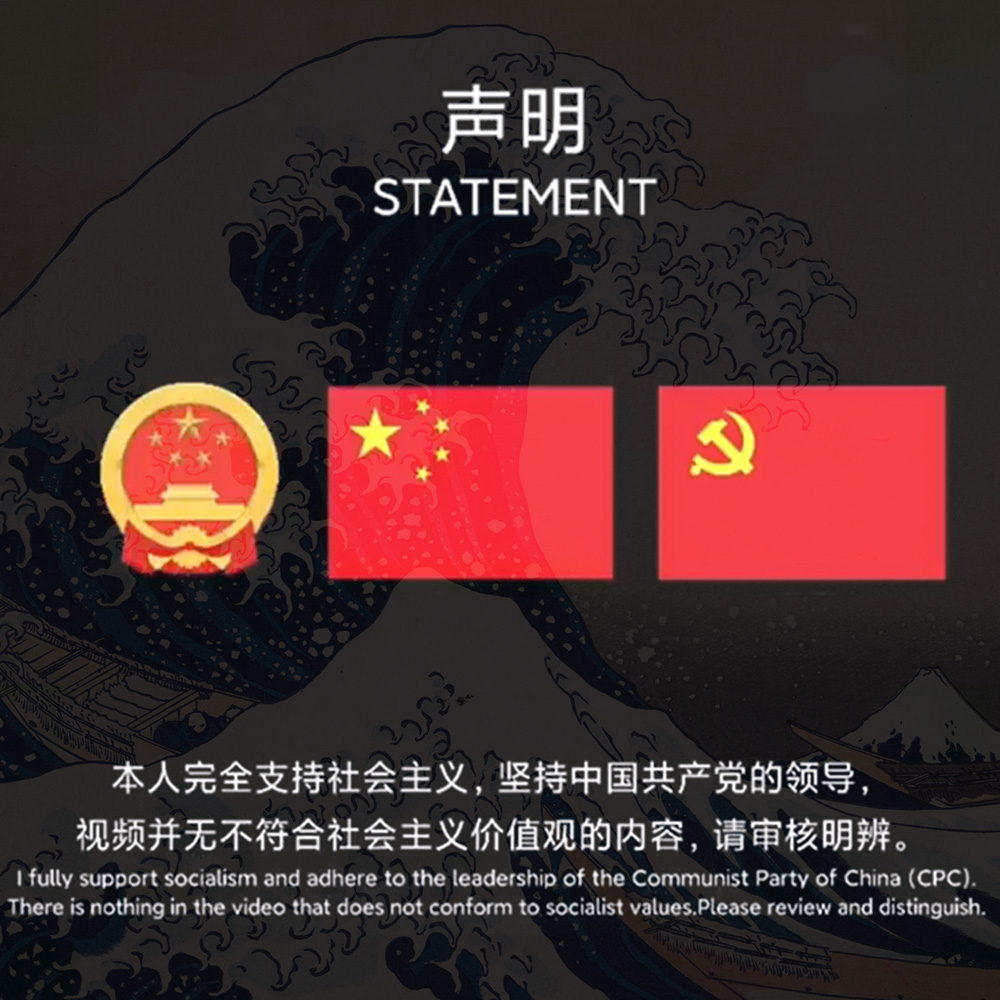 声明
STATEMENT
本人完全支持社会主义，坚持中国共产党的领导，
视频并无不符合社会主义价值观的内容，请审核明辨。
I fully support socialism and adhere to the leadership of the Communist Party of China (CPC).
There is nothing in the video that does not conform to socialist values.Please review and distinguish.